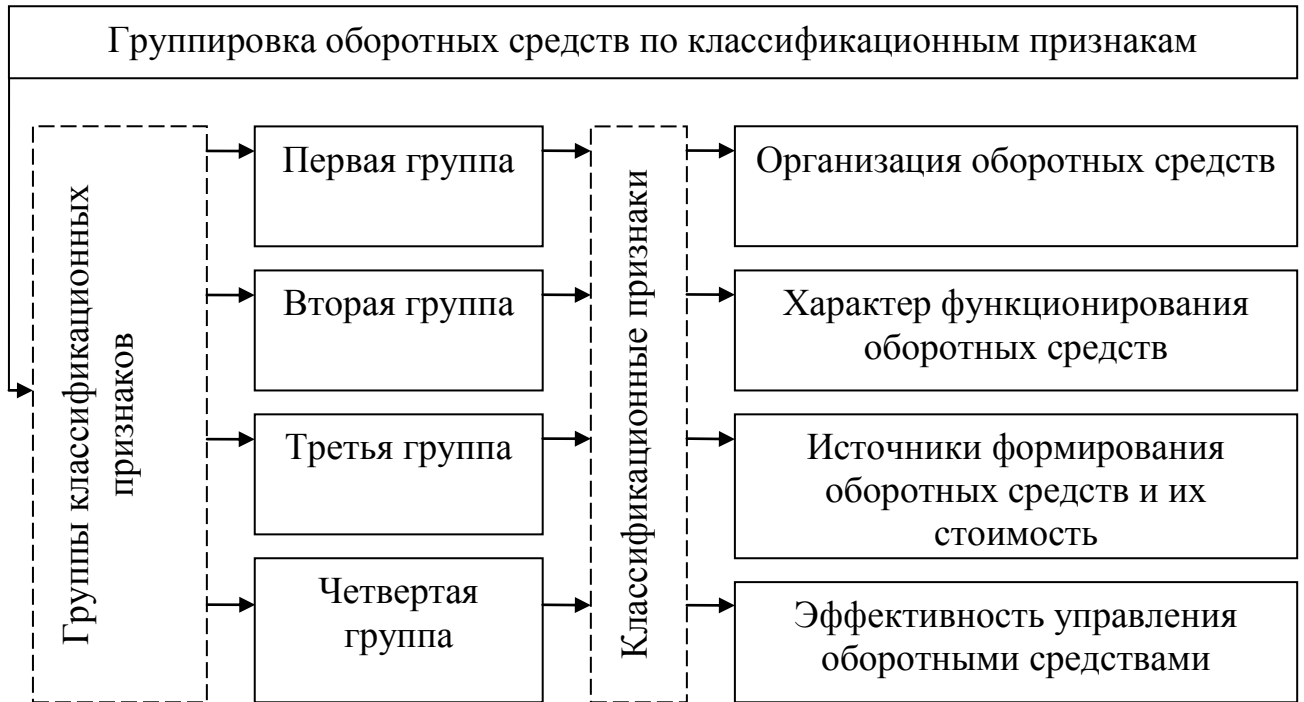 Группировка оборотных средств по классификационным признакам
Группы классификационных
признаков
Первая группа
Классификационные признаки
Организация оборотных средств
Вторая группа
Характер функционирования
оборотных средств
Третья группа
Источники формирования
оборотных средств и их
стоимость
Четвертая
группа
Эффективность управления
оборотными средствами